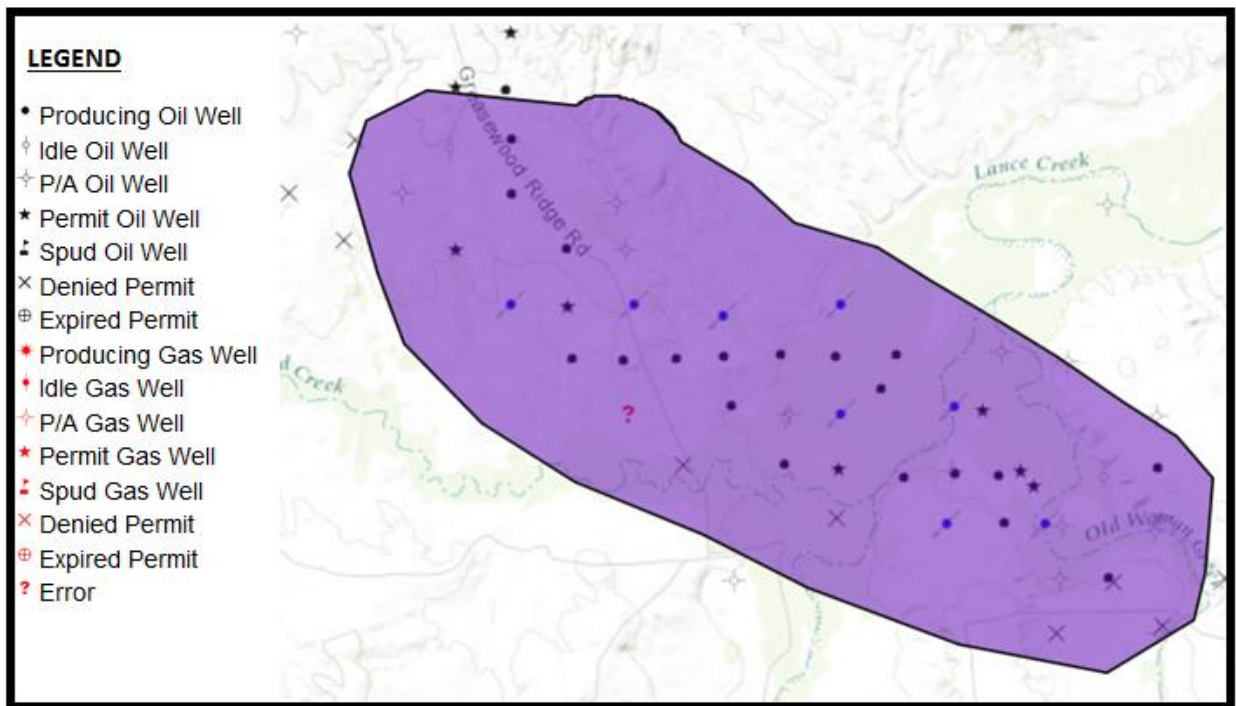 LEGEND
Producing Oil Well
Idle Oil Well
P/A Oil Well
Permit Oil Well
Spud Oil Well
Denied Permit
Expired Permit
Producing Gas Well
Idle Gas Well
P/A Gas Well
Permit Gas Well
Spud Gas Well
Denied Permit
Expired Permit
? Error
Greasewood Ridge Rd
Lance Creek
d Creek
?
Old Woman